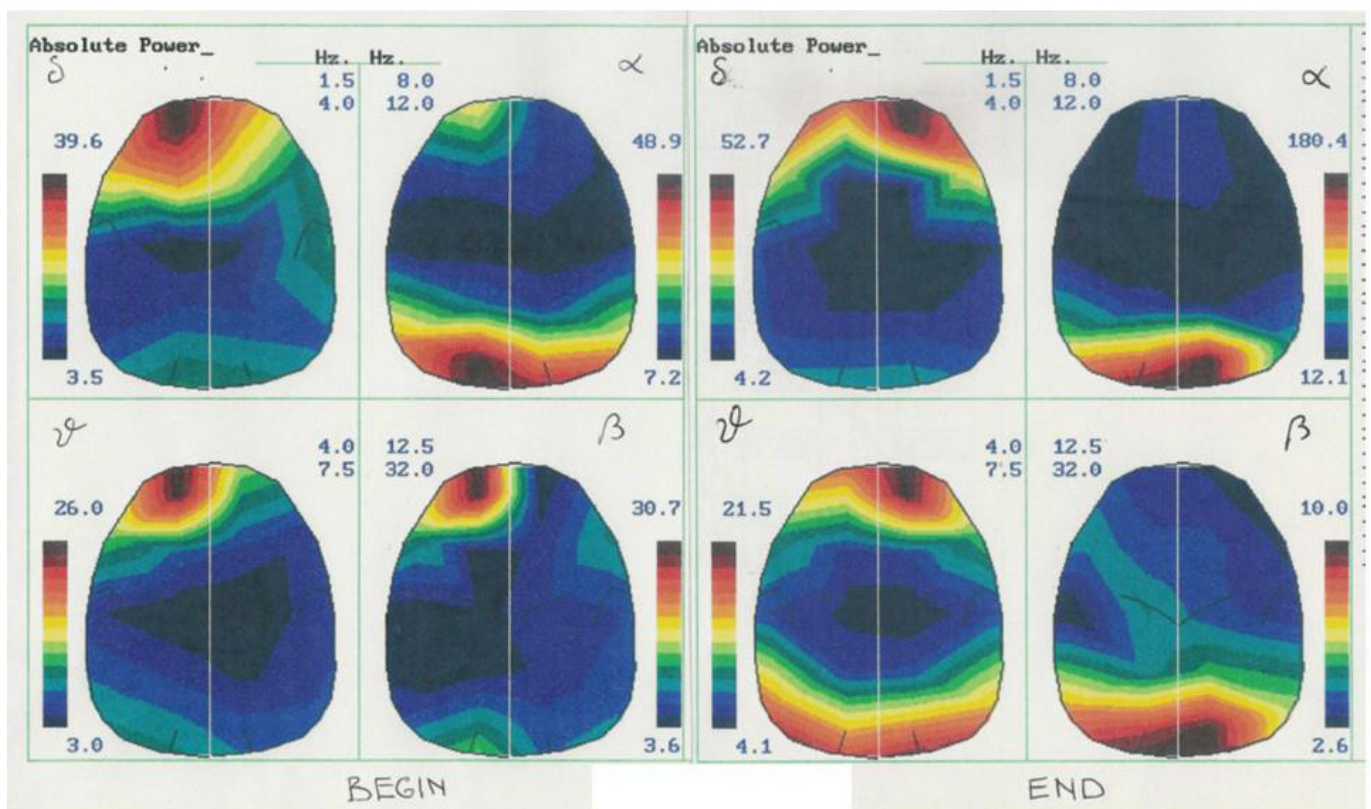 Absolute Power_
Hz. Hz.
δ
1.5 8.0
4.0 12.0
α
39.6
48.9
3.5
7.2
ϑ
4.0 12.5
7.5 32.0
β
26.0
30.7
3.0
3.6
BEGIN
Absolute Power_
Hz. Hz.
δ
1.5 8.0
4.0 12.0
α
52.7
180.4
4.2
12.1
ϑ
4.0 12.5
7.5 32.0
β
21.5
10.0
4.1
2.6
END